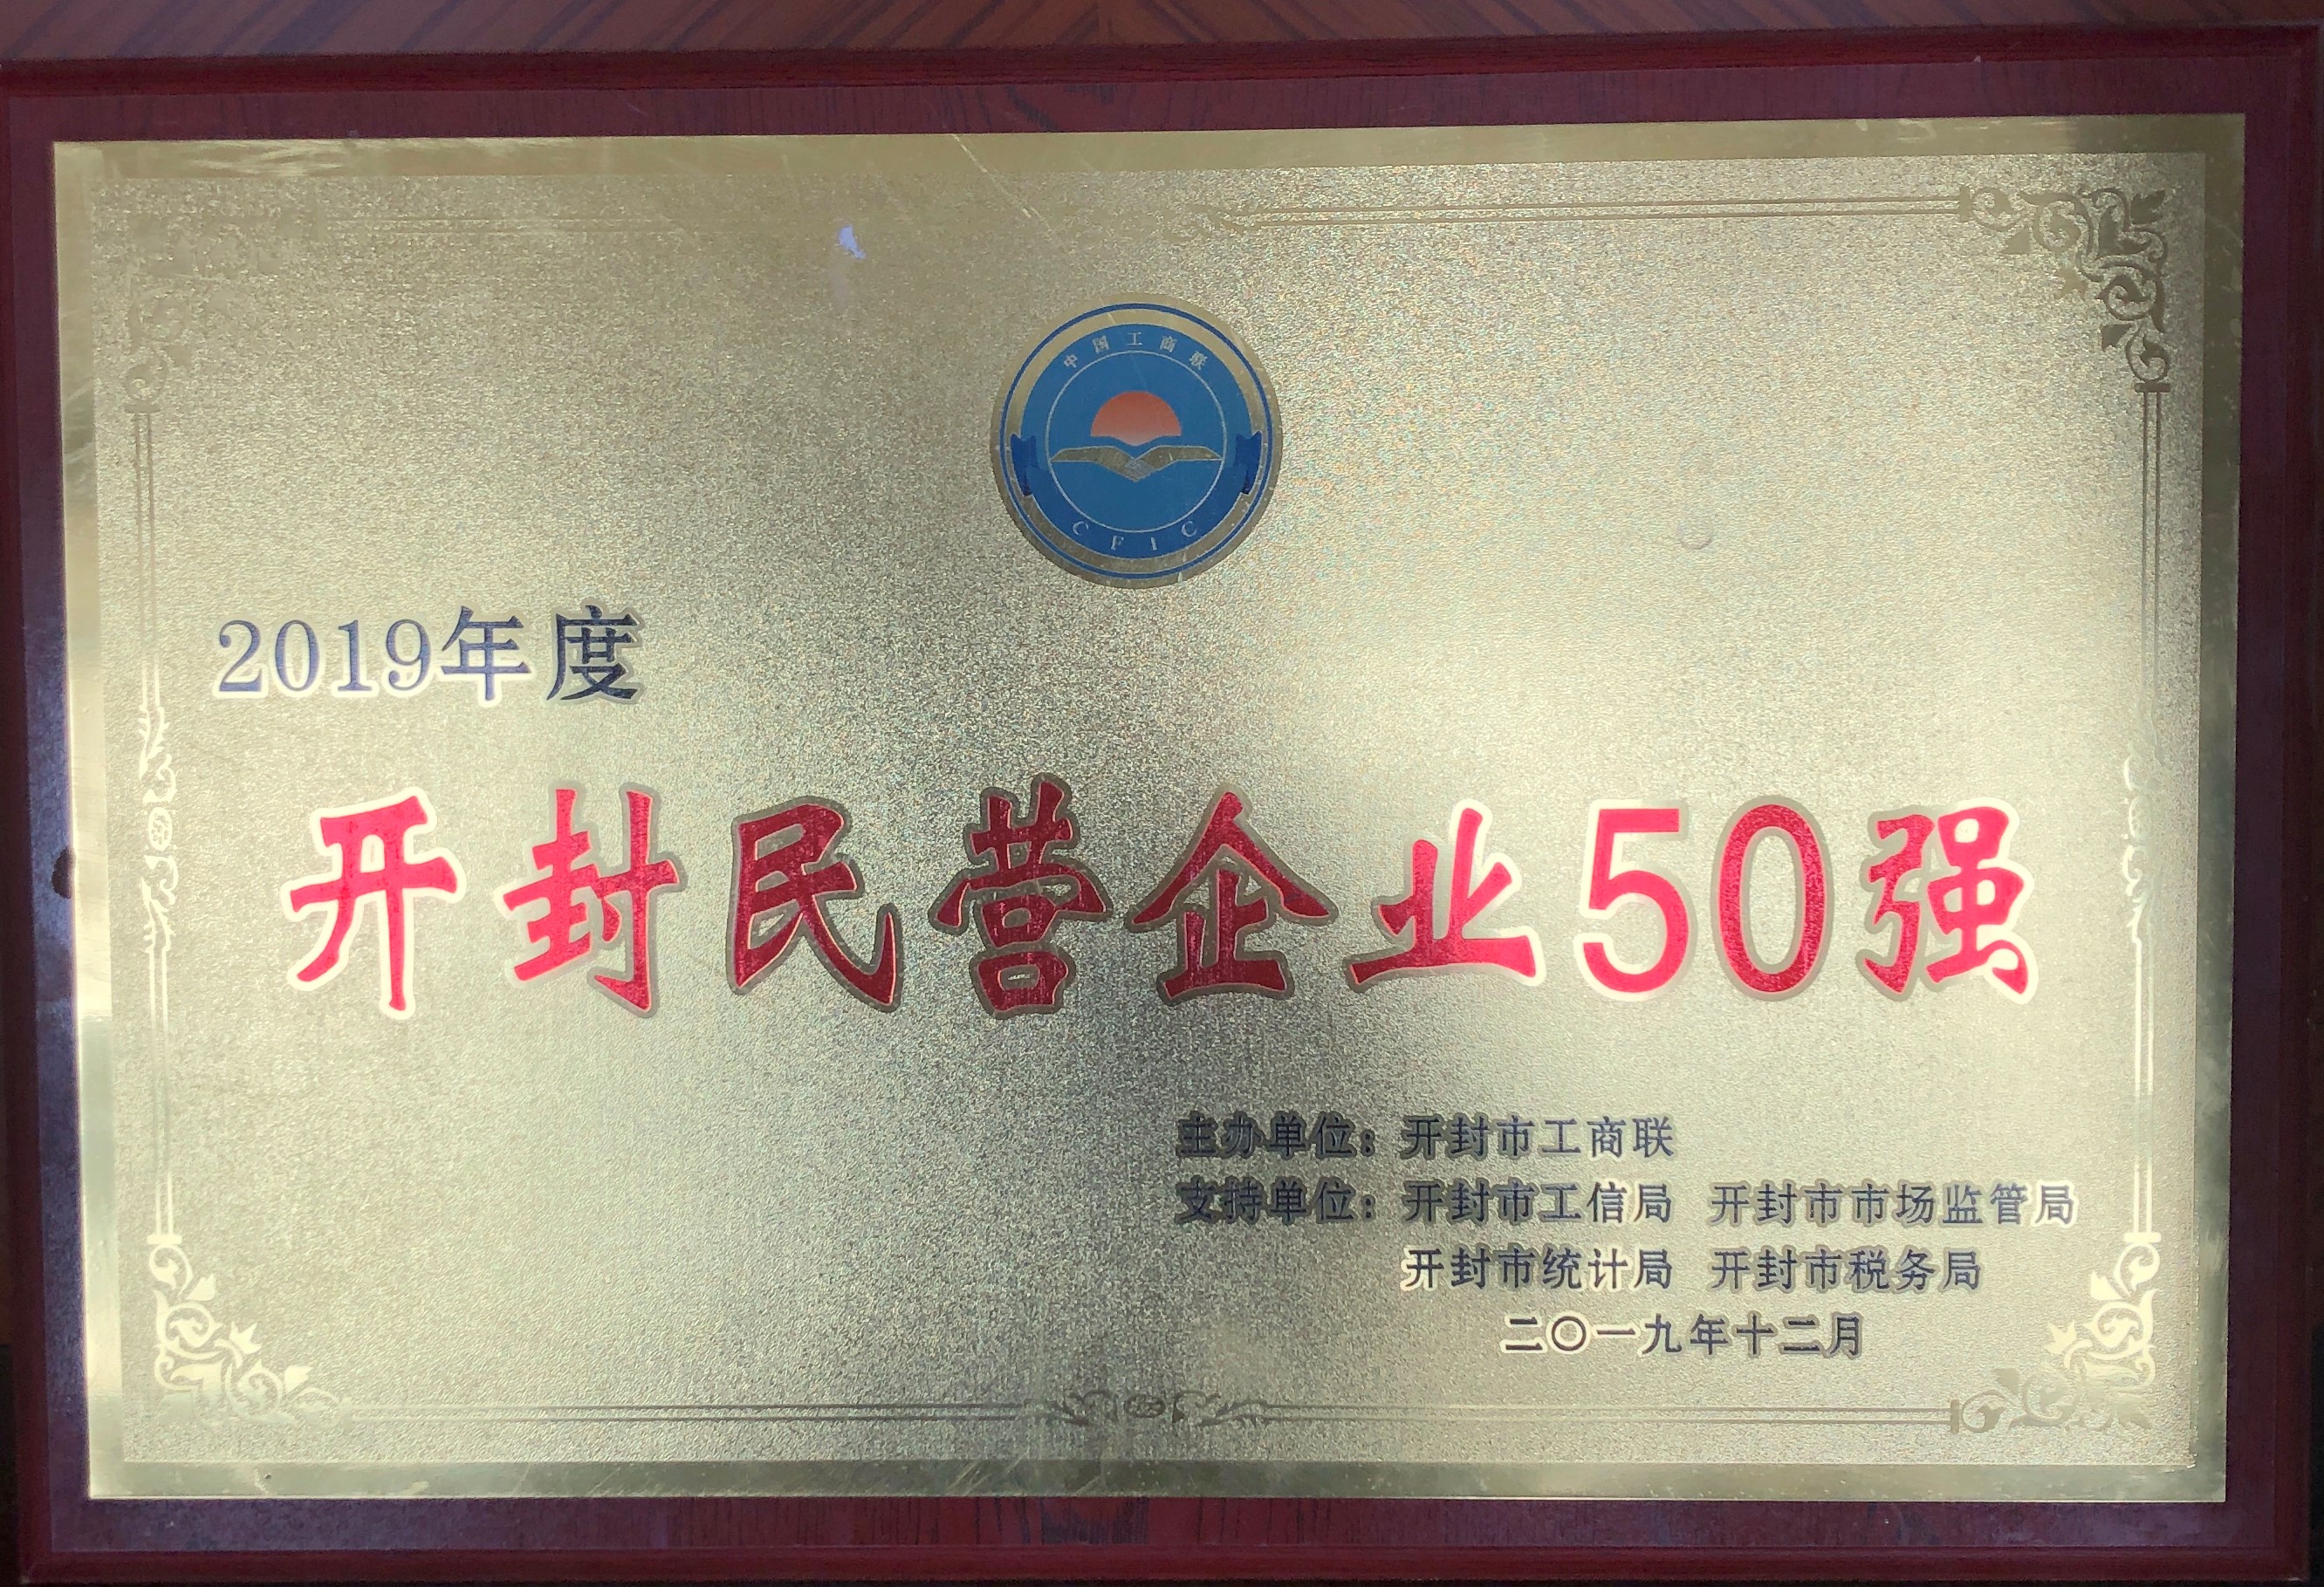 中国工商联
CFIC
2019年度
开封民营企业50强
主办单位：开封市工商联
支持单位：开封市工信局 开封市市场监管局
开封市统计局 开封市税务局
二〇一九年十二月